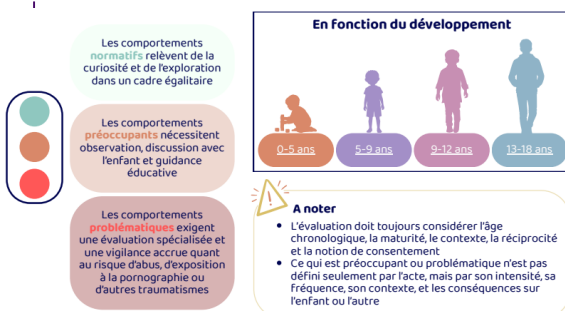 Les comportements
normatifs relèvent de la
curiosité et de l'exploration
dans un cadre égalitaire
Les comportements
préoccupants nécessitent
observation, discussion avec
l'enfant et guidance
éducative
Les comportements
problématiques exigent
une évaluation spécialisée et
une vigilance accrue quant
au risque d'abus, d'exposition
à la pornographie ou
d'autres traumatismes
En fonction du développement
0-5 ans
5-9 ans
9-12 ans
13-18 ans
A noter
L'évaluation doit toujours considérer l'âge
chronologique, la maturité, le contexte, la réciprocité
et la notion de consentement
Ce qui est préoccupant ou problématique n'est pas
défini seulement par l'acte, mais par son intensité, sa
fréquence, son contexte, et les conséquences sur
l'enfant ou l'autre